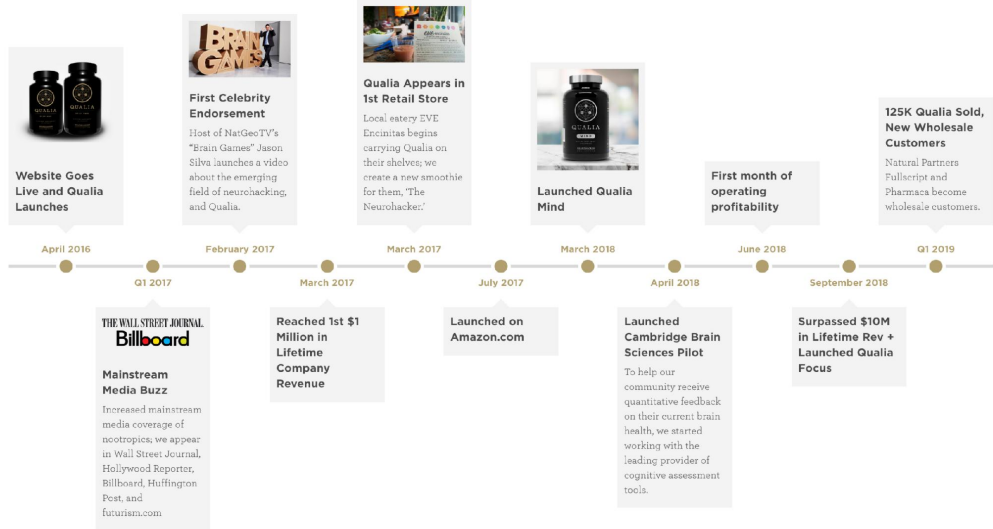 QUALIA
QUALIA
Website Goes
Live and Qualia
Launches
April 2016
Q1 2017
THE WALL STREET JOURNAL.
Billboard
Mainstream
Media Buzz
Increased mainstream
media coverage of
nootropics; we appear
in Wall Street Journal,
Hollywood Reporter,
Billboard, Huffington
Post, and
futurism.com
BRAIN
GAMES
First Celebrity
Endorsement
Host of NatGeoTV's
"Brain Games" Jason
Silva launches a video
about the emerging
field of neurohacking,
and Qualia.
February 2017
March 2017
Reached 1st $1
Million in
Lifetime
Company
Revenue
Qualia Appears in
1st Retail Store
Local eatery EVE
Encinitas begins
carrying Qualia on
their shelves; we
create a new smoothie
for them, 'The
Neurohacker.'
March 2017
July 2017
Launched on
Amazon.com
QUALIA
MIND
Launched Qualia
Mind
March 2018
April 2018
Launched
Cambridge Brain
Sciences Pilot
To help our
community receive
quantitative feedback
on their current brain
health, we started
working with the
leading provider of
cognitive assessment
tools.
First month of
operating
profitability
June 2018
September 2018
Surpassed $10M
in Lifetime Rev +
Launched Qualia
Focus
125K Qualia Sold,
New Wholesale
Customers
Natural Partners
Fullscript and
Pharmaca become
wholesale customers.
Q1 2019